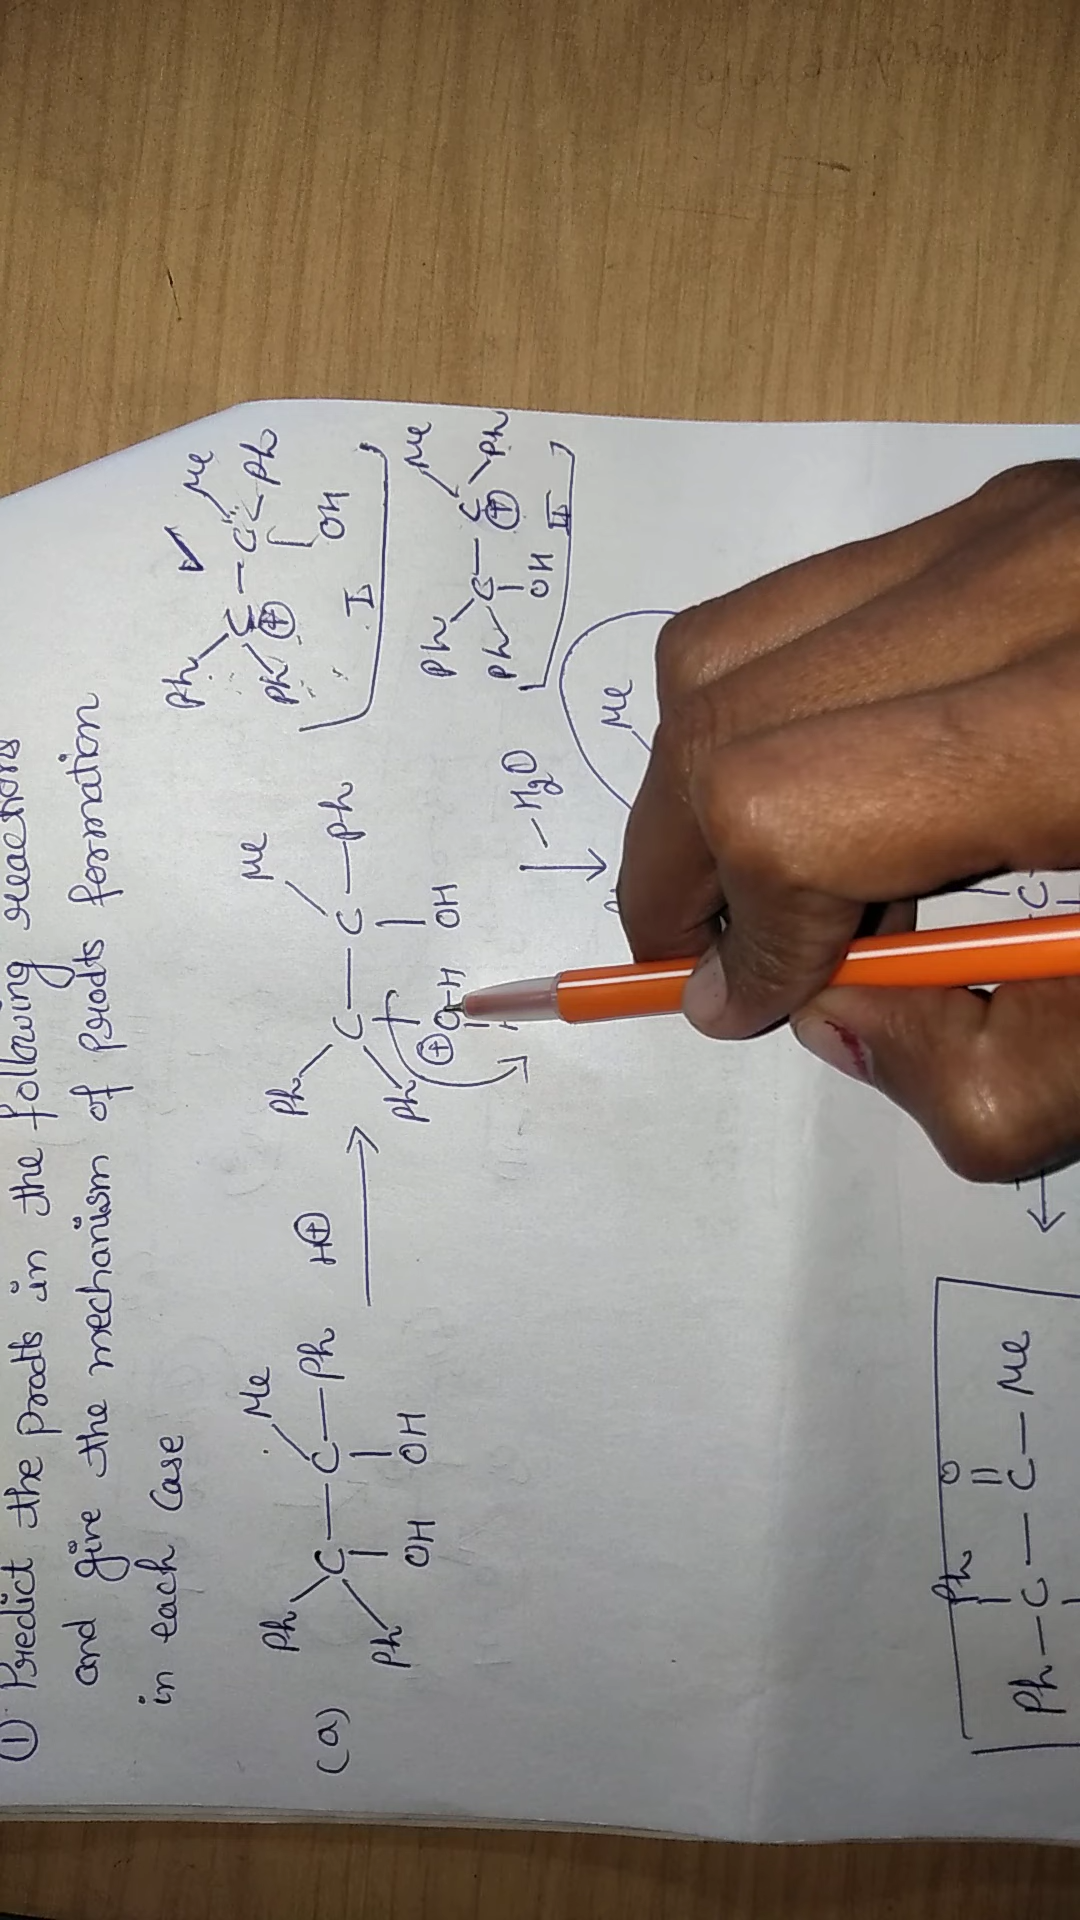 ① Predict the prodts in the following reactions
and give the mechanism of prodts formation
in each Case
(a)
Ph Ph C — C Me Ph OH OH
H⊕
Ph Ph C — C Me Ph ⊕O-H OH
Ph Ph C ⊕ — C Me Ph OH
I
Ph Ph C — C ⊕ Me Ph OH
II
- H2O
Me
Ph O
Ph — C — C — Me